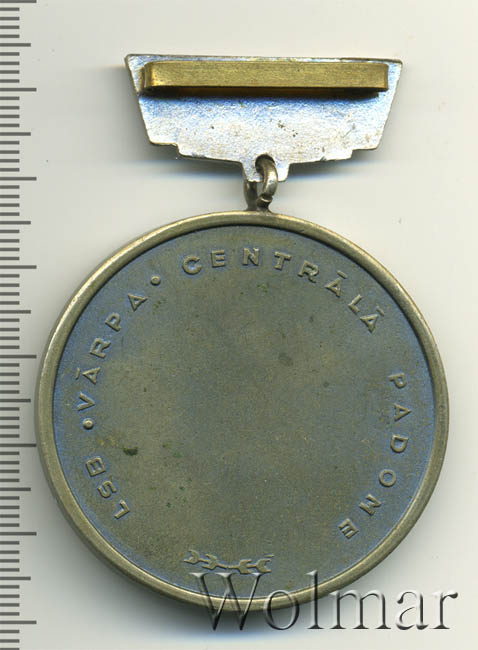 LSB • VĀRPA • CENTRĀLĀ PADOME
Wolmar